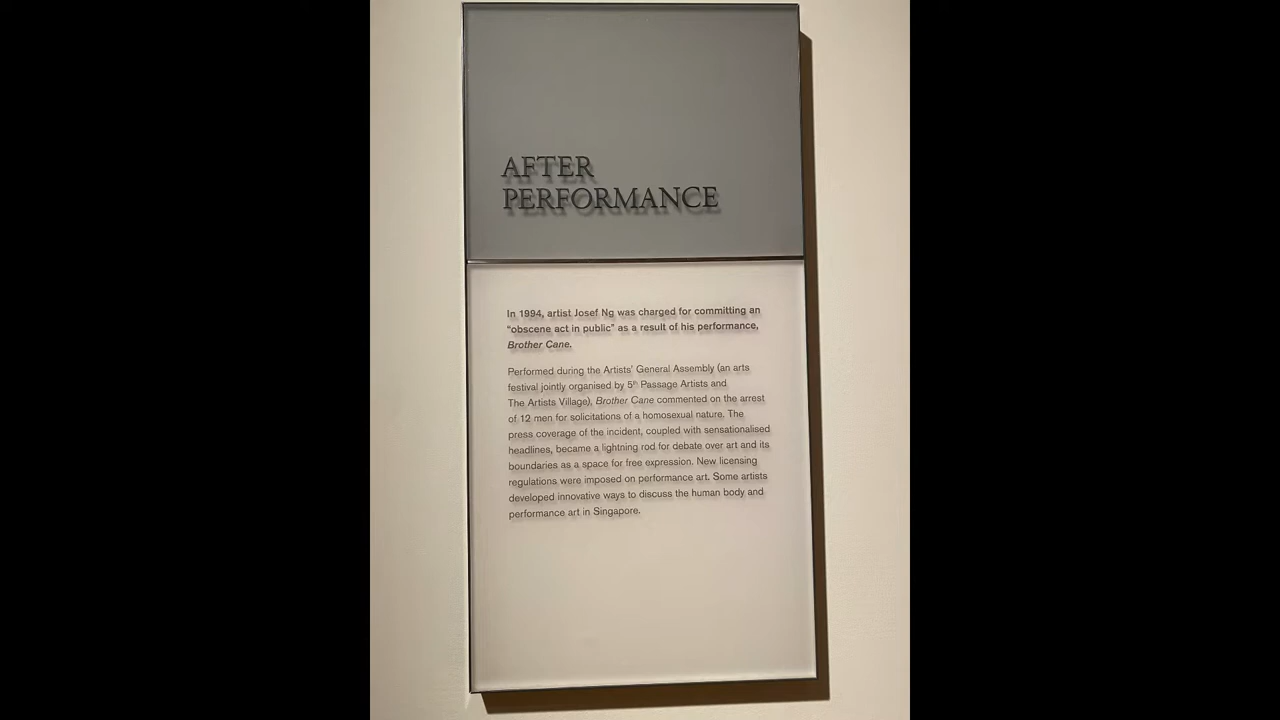 AFTER
PERFORMANCE
In 1994, artist Josef Ng was charged for committing an
“obscene act in public” as a result of his performance,
Brother Cane.
Performed during the Artists’ General Assembly (an arts
festival jointly organised by 5th Passage Artists and
The Artists Village), Brother Cane commented on the arrest
of 12 men for solicitations of a homosexual nature. The
press coverage of the incident, coupled with sensationalised
headlines, became a lightning rod for debate over art and its
boundaries as a space for free expression. New licensing
regulations were imposed on performance art. Some artists
developed innovative ways to discuss the human body and
performance art in Singapore.